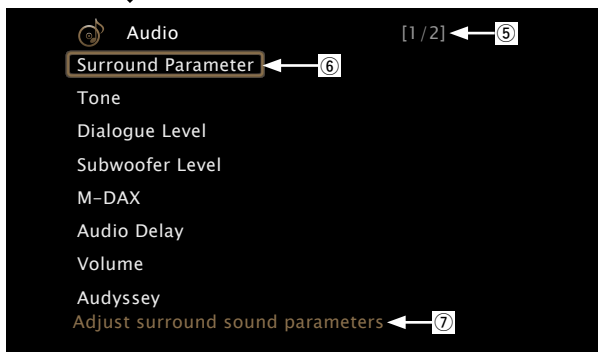 Audio [1/2] ⑤
Surround Parameter ⑥
Tone
Dialogue Level
Subwoofer Level
M-DAX
Audio Delay
Volume
Audyssey
Adjust surround sound parameters ⑦